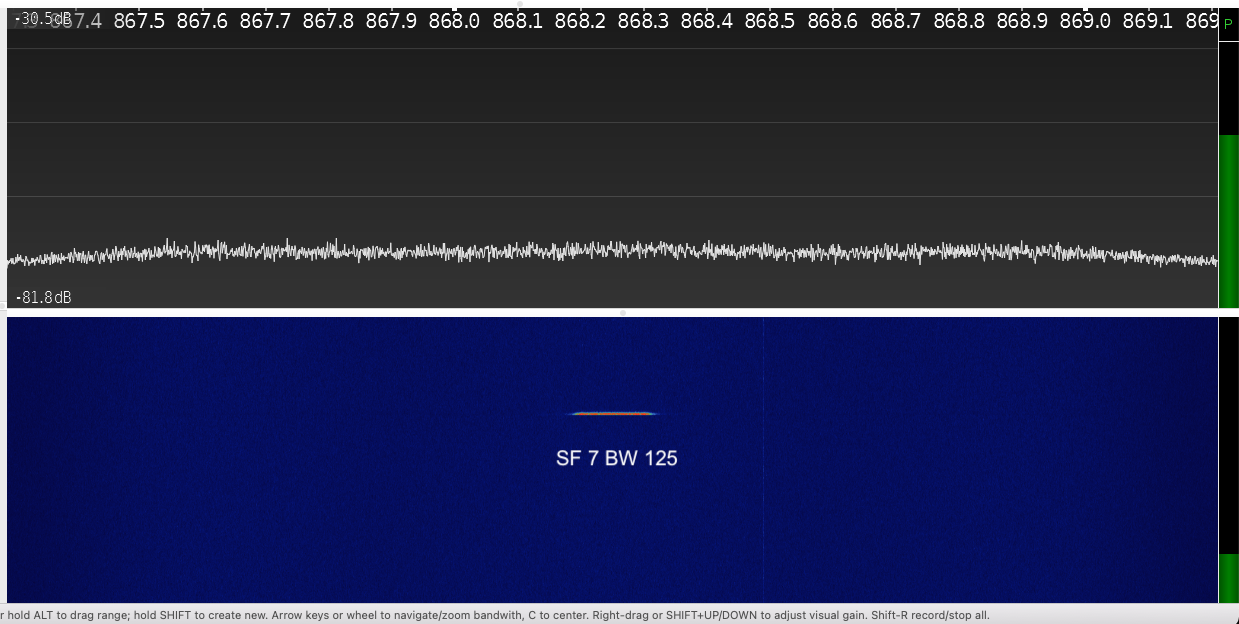 -30.5dB 867.4 867.5 867.6 867.7 867.8 867.9 868.0 868.1 868.2 868.3 868.4 868.5 868.6 868.7 868.8 868.9 869.0 869.1 869 P
-81.8dB
SF 7 BW 125
r hold ALT to drag range; hold SHIFT to create new. Arrow keys or wheel to navigate/zoom bandwith, C to center. Right-drag or SHIFT+UP/DOWN to adjust visual gain. Shift-R record/stop all.